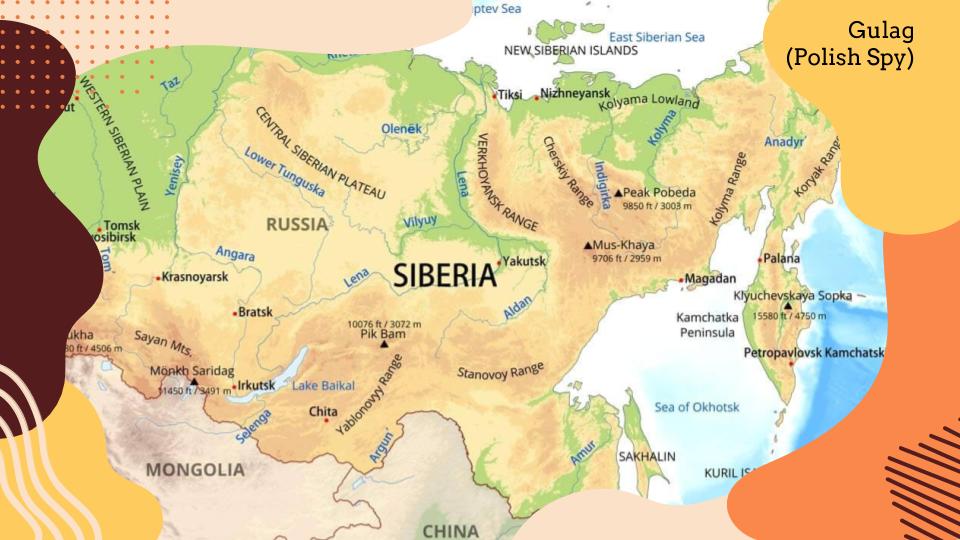 Gulag
(Polish Spy)
ptev Sea
East Siberian Sea
NEW SIBERIAN ISLANDS
Taz
Tiksi
Nizhneyansk
Kolyama Lowland
ut
WESTERN SIBERIAN PLAIN
CENTRAL SIBERIAN PLATEAU
Olenëk
Kolyma
Anadyr'
VERKHOYANSK RANGE
Cherskiy Range
Lower Tunguska
Yenisey
Lena
Indigirka
Kolyma Range
Koryak Range
Peak Pobeda
9850 ft / 3003 m
RUSSIA
Vilyuy
Tomsk
osibirsk
Tom'
Mus-Khaya
9706 ft / 2959 m
Angara
Yakutsk
Palana
SIBERIA
Krasnoyarsk
Lena
Magadan
Aldan
Klyuchevskaya Sopka
15580 ft / 4750 m
Bratsk
Kamchatka
Peninsula
10076 ft / 3072 m
Pik Bam
ukha
80 ft / 4506 m
Sayan Mts.
Petropavlovsk Kamchatsk
Mönkh Saridag
11450 ft / 3491 m
Irkutsk
Lake Baikal
Stanovoy Range
Yablonovyy Range
Chita
Sea of Okhotsk
Selenga
Argun'
Amur
SAKHALIN
MONGOLIA
KURIL IS
CHINA